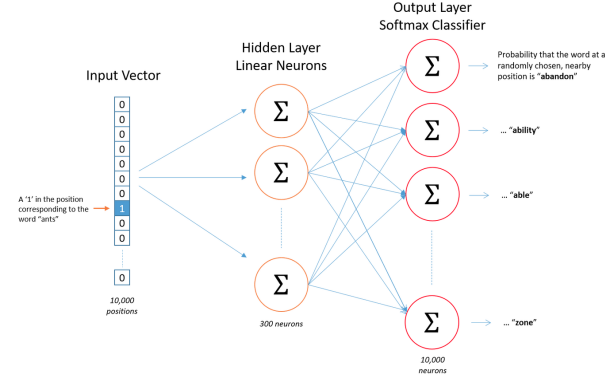 Output Layer
Softmax Classifier
Hidden Layer
Linear Neurons
Input Vector
Probability that the word at a
randomly chosen, nearby
position is “abandon”
… “ability”
… “able”
… “zone”
A ‘1’ in the position
corresponding to the
word “ants”
0
0
0
0
0
0
0
1
0
0
0
10,000
positions
Σ
Σ
Σ
300 neurons
Σ
Σ
Σ
Σ
10,000
neurons